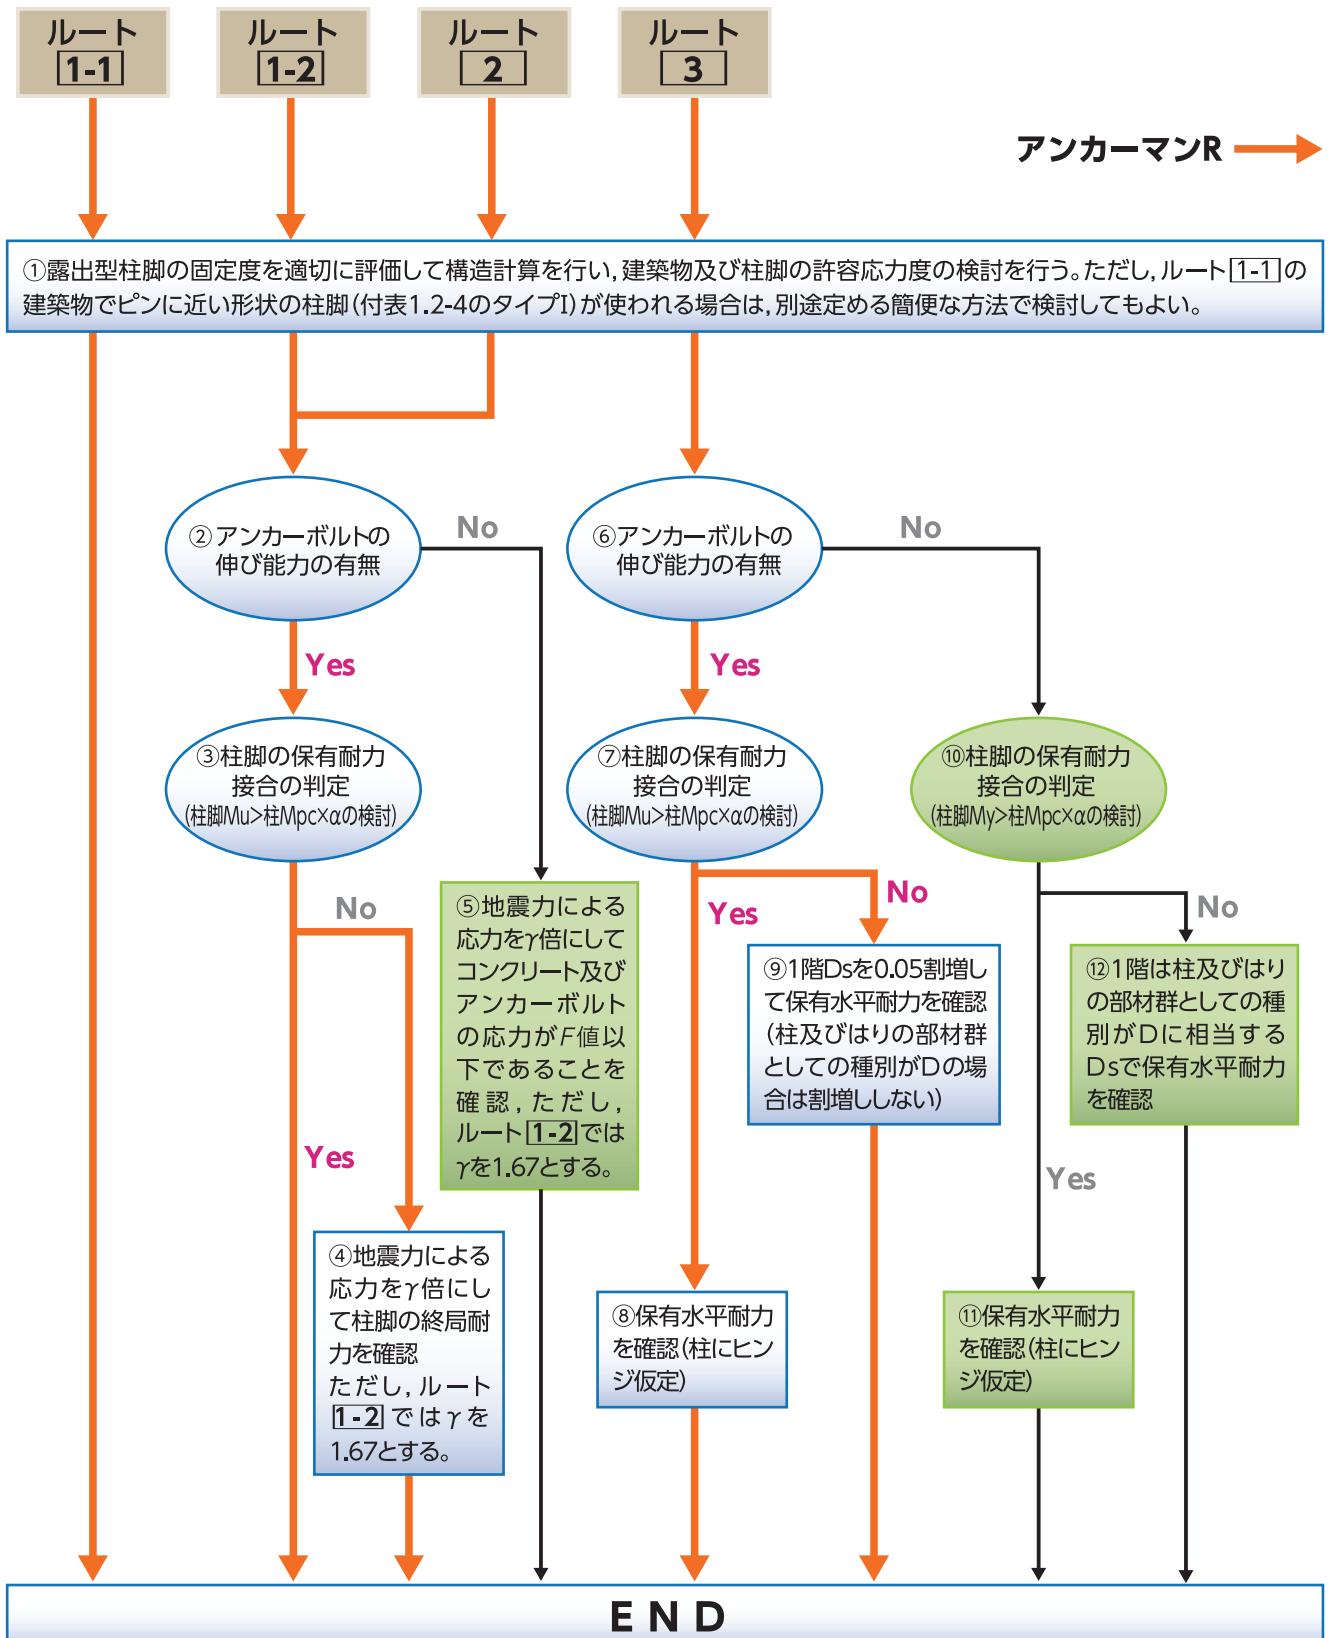 ルート
1-1
ルート
1-2
ルート
2
ルート
3
アンカーマンR
①露出型柱脚の固定度を適切に評価して構造計算を行い,建築物及び柱脚の許容応力度の検討を行う。ただし,ルート1-1の
建築物でピンに近い形状の柱脚(付表1.2-4のタイプI)が使われる場合は,別途定める簡便な方法で検討してもよい。
②アンカーボルトの
伸び能力の有無
No
Yes
③柱脚の保有耐力
接合の判定
(柱脚Mu>柱Mpc×αの検討)
No
Yes
④地震力による
応力をγ倍にし
て柱脚の終局耐
力を確認
ただし,ルート
1-2ではγを
1.67とする。
⑤地震力による
応力をγ倍にして
コンクリート及び
アンカーボルト
の応力がF値以
下であることを
確認,ただし,
ルート1-2では
γを1.67とする。
⑥アンカーボルトの
伸び能力の有無
No
Yes
⑦柱脚の保有耐力
接合の判定
(柱脚Mu>柱Mpc×αの検討)
Yes
No
⑧保有水平耐力
を確認(柱にヒン
ジ仮定)
⑨1階Dsを0.05割増し
て保有水平耐力を確認
(柱及びはりの部材群
としての種別がDの場
合は割増ししない)
⑩柱脚の保有耐力
接合の判定
(柱脚My>柱Mpc×αの検討)
No
Yes
⑪保有水平耐力
を確認(柱にヒン
ジ仮定)
⑫1階は柱及びはり
の部材群としての種
別がDに相当する
Dsで保有水平耐力
を確認
END